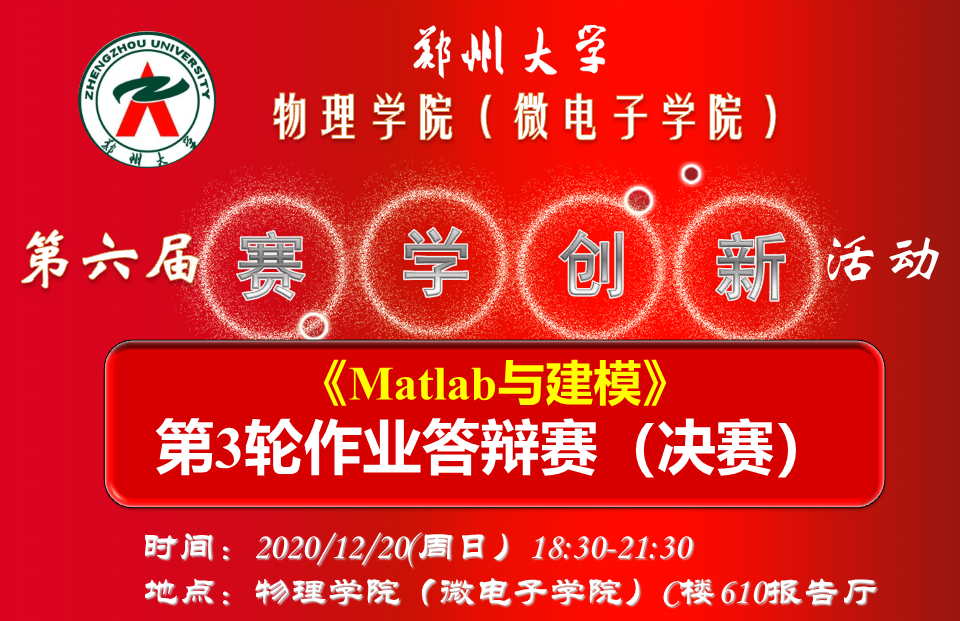 郑州大学
物理学院（微电子学院）
ZHENGZHOU UNIVERSITY
郑州大学
第六届赛学创新活动
《Matlab与建模》
第3轮作业答辩赛（决赛）
时间：2020/12/20(周日） 18:30-21:30
地点：物理学院（微电子学院）C楼610报告厅